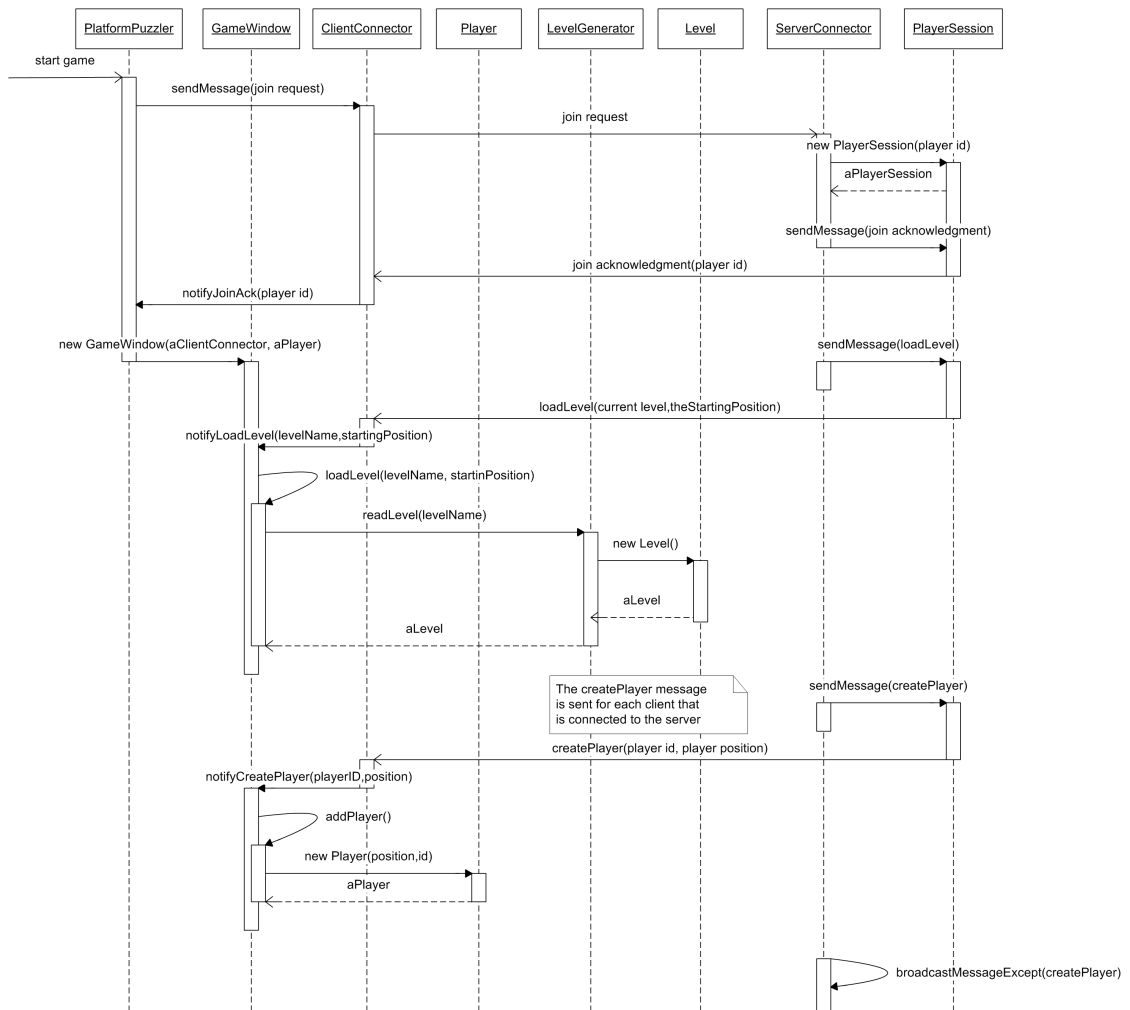 PlatformPuzzler GameWindow ClientConnector Player LevelGenerator Level ServerConnector PlayerSession
start game
sendMessage(join request)
join request
new PlayerSession(player id)
aPlayerSession
sendMessage(join acknowledgment)
join acknowledgment(player id)
notifyJoinAck(player id)
new GameWindow(aClientConnector, aPlayer)
sendMessage(loadLevel)
loadLevel(current level,theStartingPosition)
notifyLoadLevel(levelName,startingPosition)
loadLevel(levelName, startinPosition)
readLevel(levelName)
new Level()
aLevel
aLevel
The createPlayer message
is sent for each client that
is connected to the server
sendMessage(createPlayer)
createPlayer(player id, player position)
notifyCreatePlayer(playerID,position)
addPlayer()
new Player(position,id)
aPlayer
broadcastMessageExcept(createPlayer)